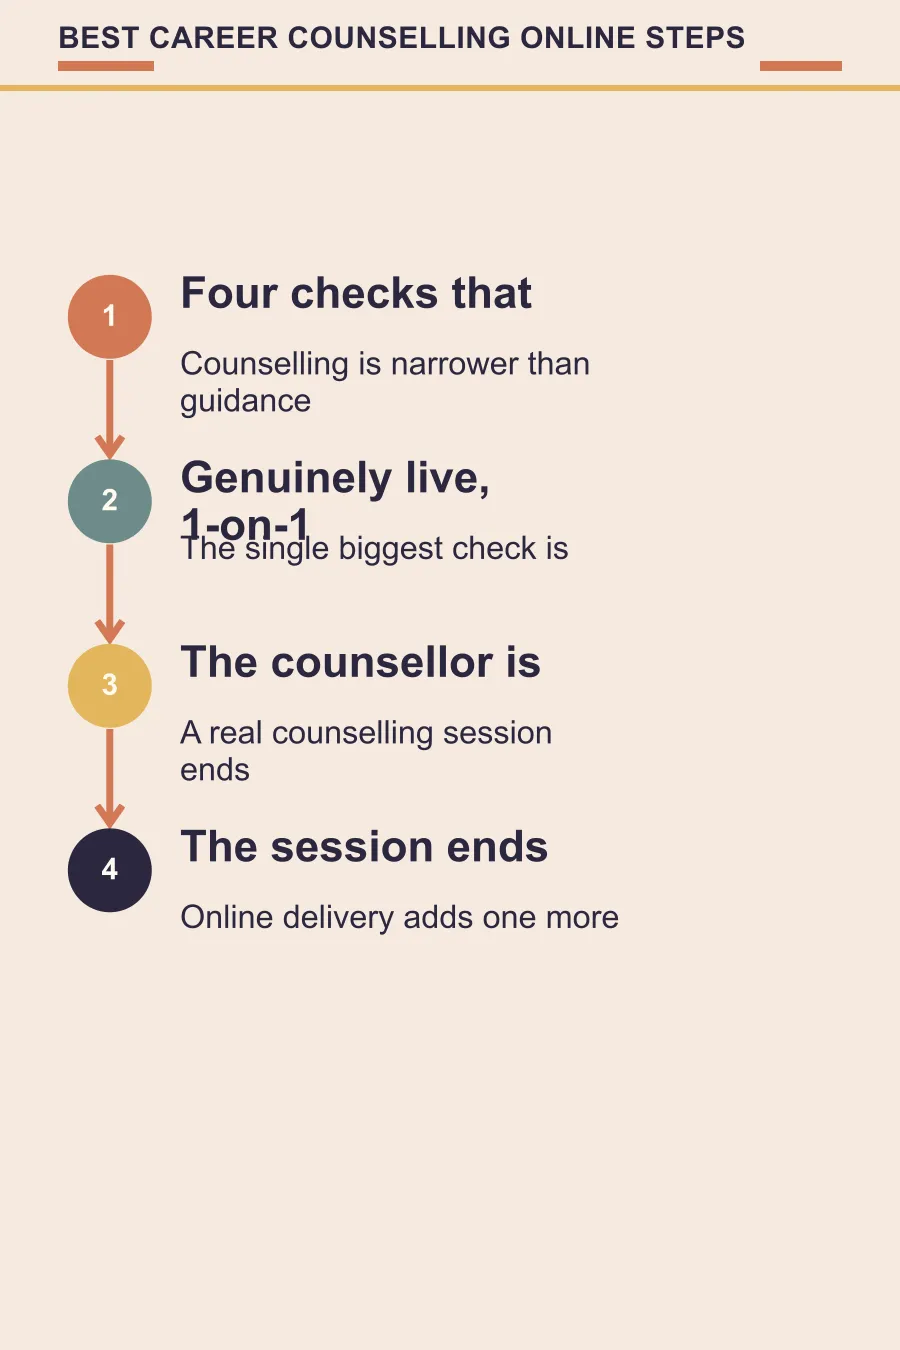 BEST CAREER COUNSELLING ONLINE STEPS
1
Four checks that
Counselling is narrower than
guidance
2
Genuinely live,
1-on-1
The single biggest check is
3
The counsellor is
A real counselling session
ends
4
The session ends
Online delivery adds one more